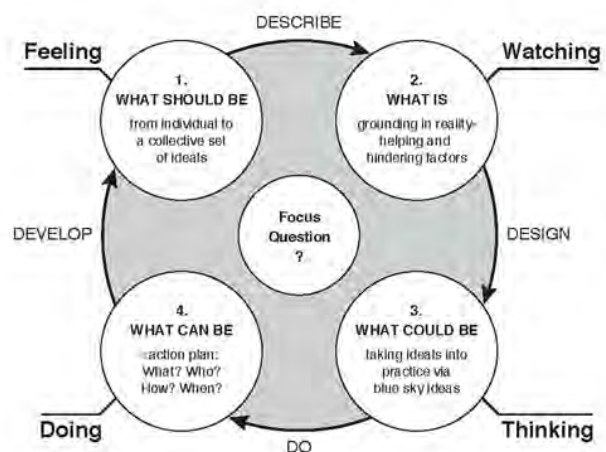 DESCRIBE
Feeling
Watching
1.
WHAT SHOULD BE
from individual to
a collective set
of ideals
2.
WHAT IS
grounding in reality-
helping and
hindering factors
DEVELOP
Focus
Question
?
DESIGN
4.
WHAT CAN BE
action plan:
What? Who?
How? When?
3.
WHAT COULD BE
taking ideals into
practice via
blue sky ideas
Doing
Thinking
DO